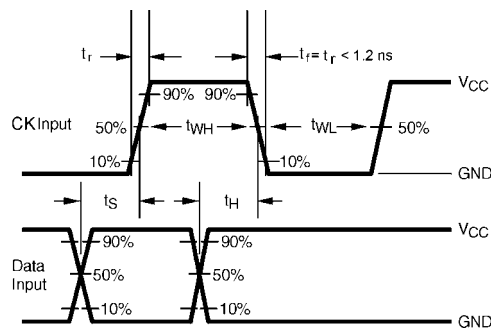 tr
tf = tr < 1.2 ns
VCC
90% 90%
CK Input
50%
tWH
tWL
50%
10%
10%
GND
tS
tH
VCC
90%
90%
Data
Input
50%
50%
10%
10%
GND